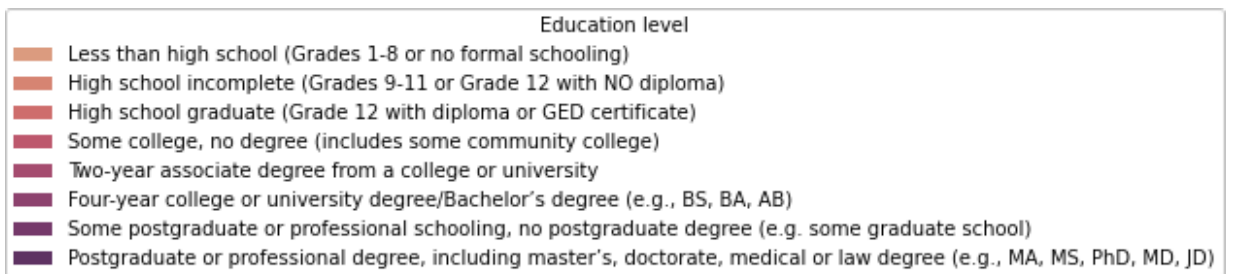 Education level
Less than high school (Grades 1-8 or no formal schooling)
High school incomplete (Grades 9-11 or Grade 12 with NO diploma)
High school graduate (Grade 12 with diploma or GED certificate)
Some college, no degree (includes some community college)
Two-year associate degree from a college or university
Four-year college or university degree/Bachelor’s degree (e.g., BS, BA, AB)
Some postgraduate or professional schooling, no postgraduate degree (e.g. some graduate school)
Postgraduate or professional degree, including master’s, doctorate, medical or law degree (e.g., MA, MS, PhD, MD, JD)